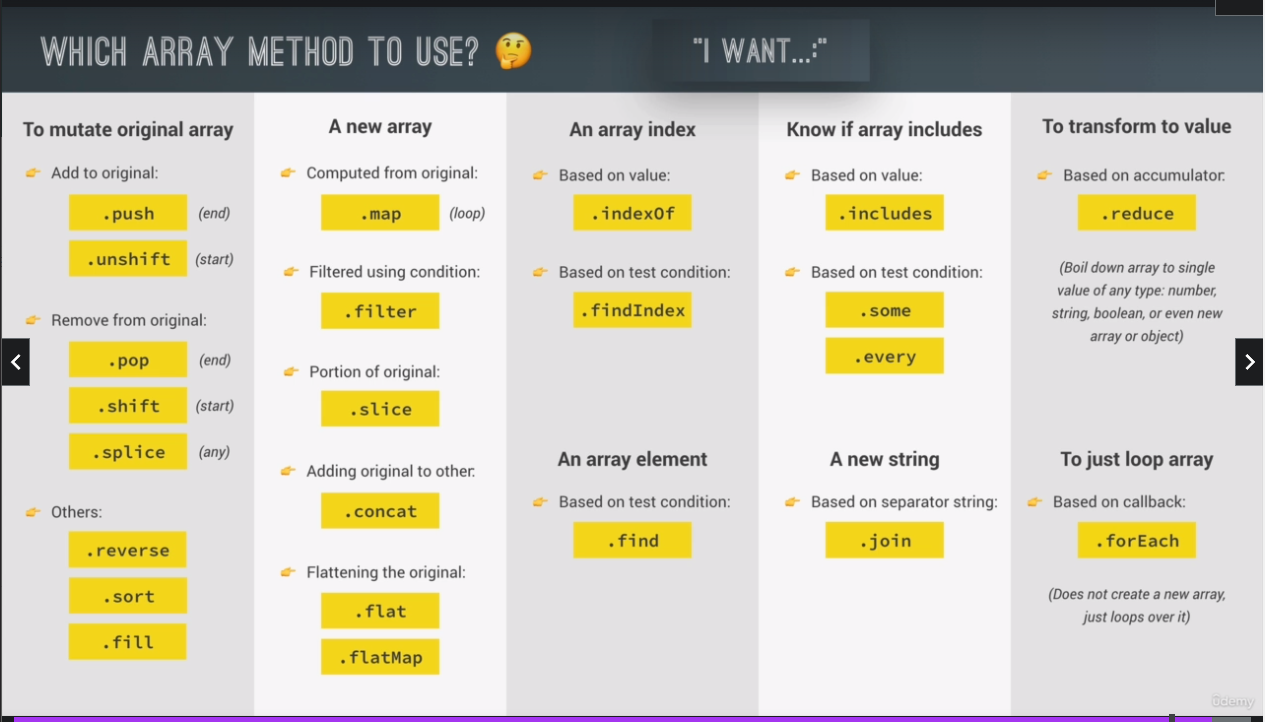 WHICH ARRAY METHOD TO USE? 🤔
"I WANT...:"
To mutate original array
👉 Add to original:
.push (end)
.unshift (start)
👉 Remove from original:
.pop (end)
.shift (start)
.splice (any)
👉 Others:
.reverse
.sort
.fill
A new array
👉 Computed from original:
.map (loop)
👉 Filtered using condition:
.filter
👉 Portion of original:
.slice
👉 Adding original to other:
.concat
👉 Flattening the original:
.flat
.flatMap
An array index
👉 Based on value:
.indexOf
👉 Based on test condition:
.findIndex
An array element
👉 Based on test condition:
.find
Know if array includes
👉 Based on value:
.includes
👉 Based on test condition:
.some
.every
A new string
👉 Based on separator string:
.join
To transform to value
👉 Based on accumulator:
.reduce
(Boil down array to single
value of any type: number,
string, boolean, or even new
array or object)
To just loop array
👉 Based on callback:
.forEach
(Does not create a new array,
just loops over it)
ûdemy